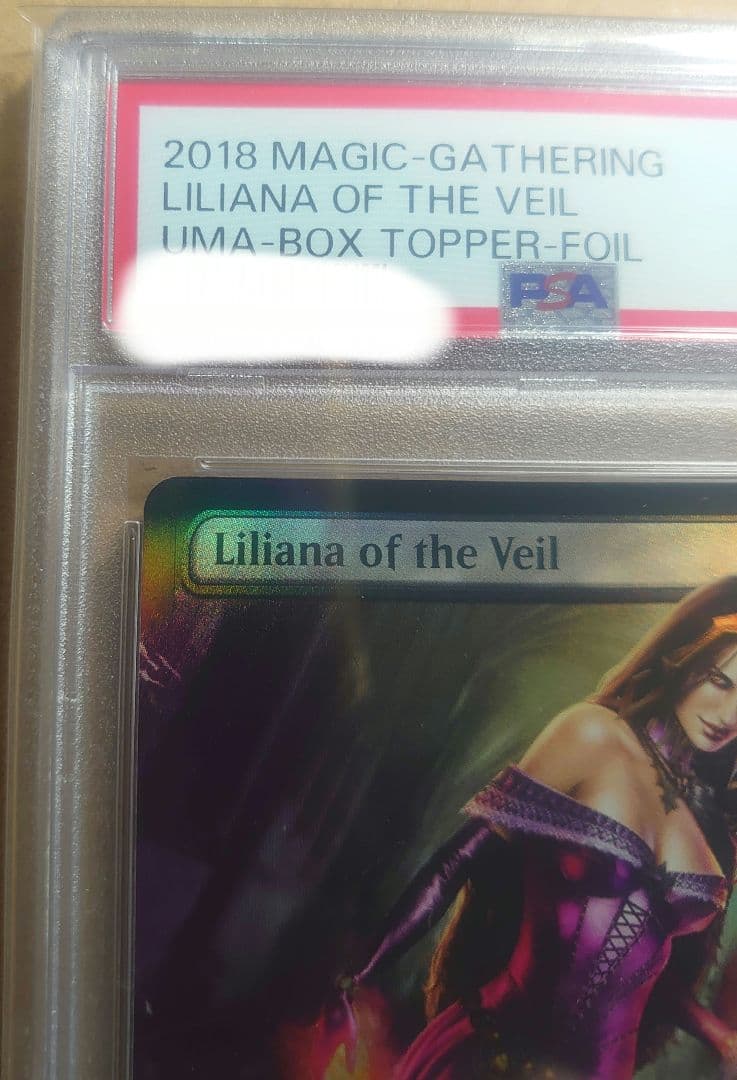 2018 MAGIC-GATHERING
LILIANA OF THE VEIL
UMA-BOX TOPPER-FOIL
PSA
Liliana of the Veil